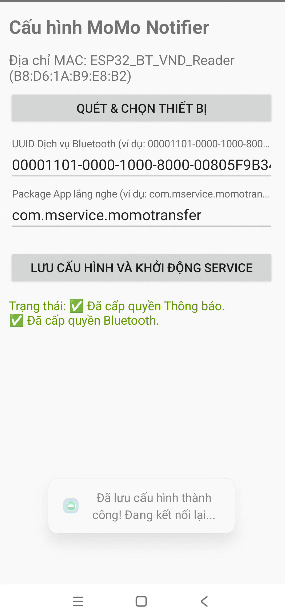 Cấu hình MoMo Notifier
Địa chỉ MAC: ESP32_BT_VND_Reader
(B8:D6:1A:B9:E8:B2)
QUÉT & CHỌN THIẾT BỊ
UUID Dịch vụ Bluetooth (ví dụ: 00001101-0000-1000-800...
00001101-0000-1000-8000-00805F9B34
Package App lắng nghe (ví dụ: com.mservice.momotran...
com.mservice.momotransfer
LƯU CẤU HÌNH VÀ KHỞI ĐỘNG SERVICE
Trạng thái: ✅ Đã cấp quyền Thông báo.
✅ Đã cấp quyền Bluetooth.
Đã lưu cấu hình thành
công! Đang kết nối lại...